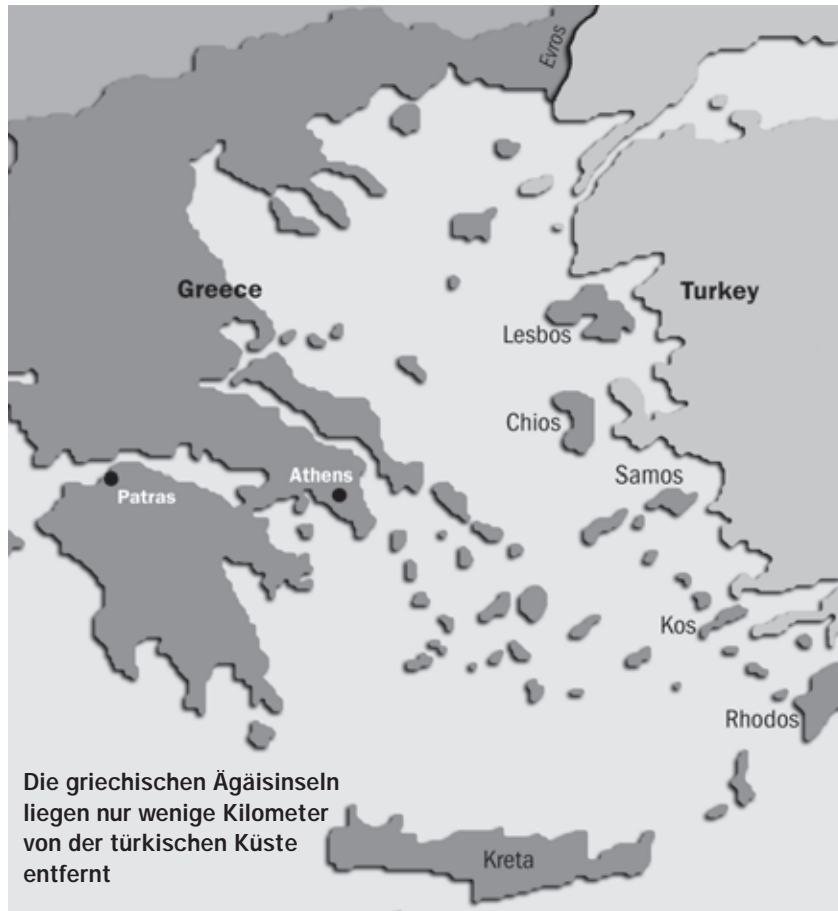 Evros
Greece
Turkey
Lesbos
Chios
Athens
Samos
Patras
Kos
Rhodos
Die griechischen Ägäisinseln
liegen nur wenige Kilometer
von der türkischen Küste
entfernt
Kreta